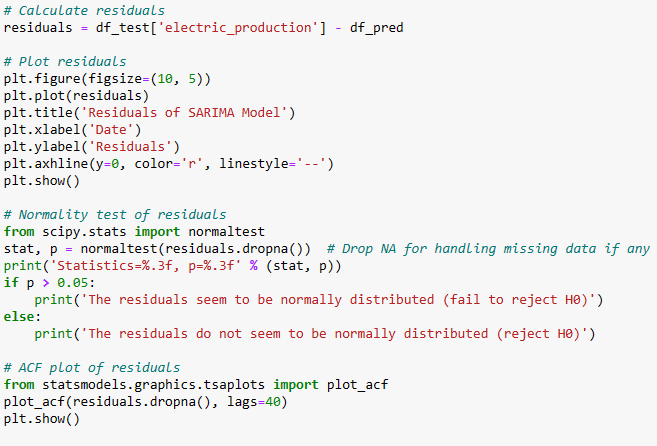 # Calculate residuals
residuals = df_test['electric_production'] - df_pred

# Plot residuals
plt.figure(figsize=(10, 5))
plt.plot(residuals)
plt.title('Residuals of SARIMA Model')
plt.xlabel('Date')
plt.ylabel('Residuals')
plt.axhline(y=0, color='r', linestyle='--')
plt.show()

# Normality test of residuals
from scipy.stats import normaltest
stat, p = normaltest(residuals.dropna())  # Drop NA for handling missing data if any
print('Statistics=%.3f, p=%.3f' % (stat, p))
if p > 0.05:
    print('The residuals seem to be normally distributed (fail to reject H0)')
else:
    print('The residuals do not seem to be normally distributed (reject H0)')

# ACF plot of residuals
from statsmodels.graphics.tsaplots import plot_acf
plot_acf(residuals.dropna(), lags=40)
plt.show()